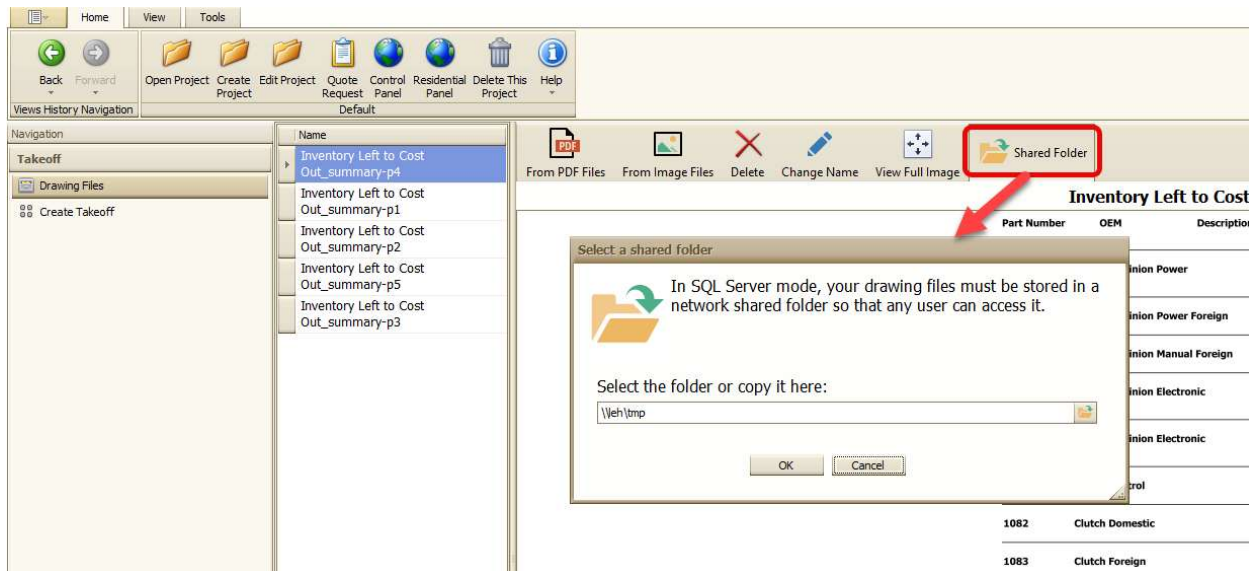 Home View Tools
Back Forward Open Project Create Project Edit Project Quote Request Control Panel Residential Panel Delete This Project Help
Views History Navigation Default
Navigation
Takeoff
Drawing Files
Create Takeoff
Name
Inventory Left to Cost
Out_summary-p4
Inventory Left to Cost
Out_summary-p1
Inventory Left to Cost
Out_summary-p2
Inventory Left to Cost
Out_summary-p5
Inventory Left to Cost
Out_summary-p3
PDF
From PDF Files From Image Files Delete Change Name View Full Image Shared Folder
Inventory Left to Cost
Part Number OEM Description
Select a shared folder
In SQL Server mode, your drawing files must be stored in a
network shared folder so that any user can access it.
Select the folder or copy it here:
\\leh\tmp
OK Cancel
inion Power
inion Power Foreign
inion Manual Foreign
inion Electronic
inion Electronic
trol
1082 Clutch Domestic
1083 Clutch Foreign